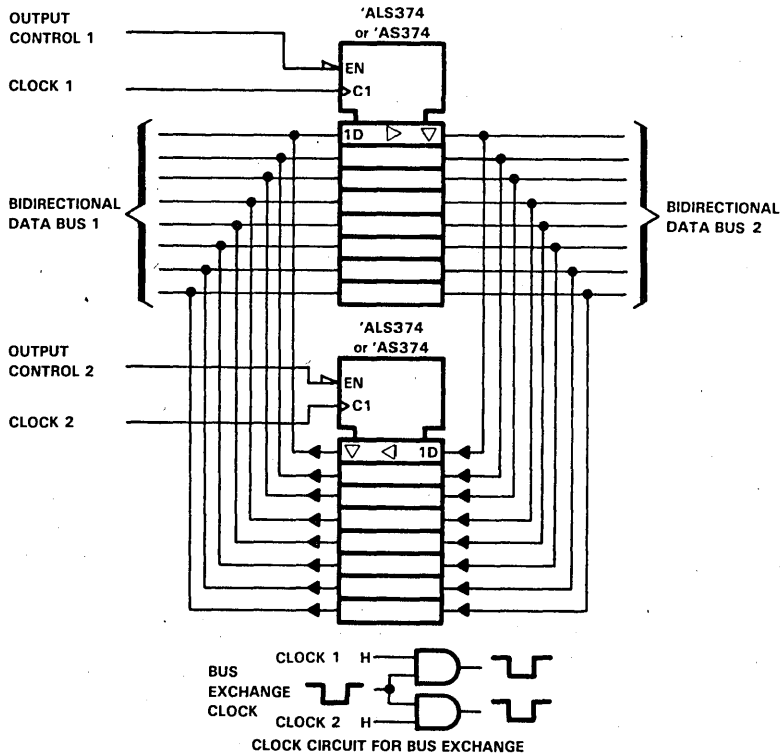 'ALS374
or 'AS374
OUTPUT
CONTROL 1
EN
CLOCK 1
C1
1D
BIDIRECTIONAL
DATA BUS 1
BIDIRECTIONAL
DATA BUS 2
'ALS374
or 'AS374
OUTPUT
CONTROL 2
EN
CLOCK 2
C1
1D
CLOCK 1 H
BUS
EXCHANGE
CLOCK
CLOCK 2 H
CLOCK CIRCUIT FOR BUS EXCHANGE